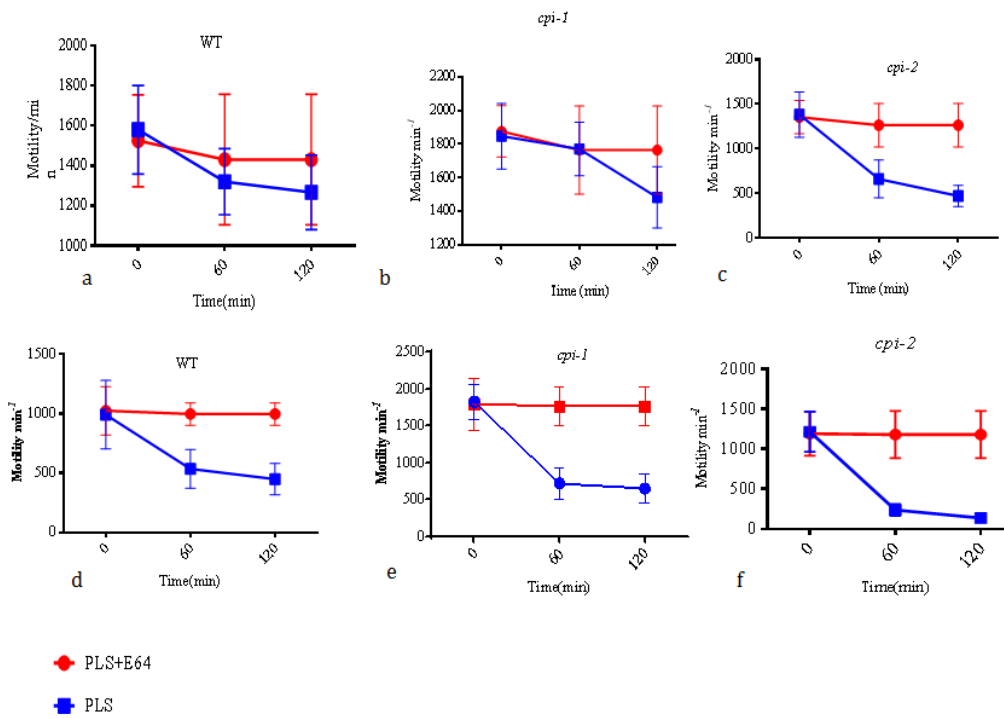 WT
2000
1800
1600
1400
1200
1000
Motility/mi
n
0
60
120
a
Time(min)
cpi-1
2200
2000
1800
1600
1400
1200
Motility min⁻¹
0
60
120
b
Time (min)
cpi-2
1500
1000
500
0
Motility min⁻¹
0
60
120
c
Time (min)
WT
1500
1000
500
0
Motility min⁻¹
0
60
120
d
Time(min)
cpi-1
2500
2000
1500
1000
500
0
Motility min⁻¹
0
60
120
e
Time(min)
cpi-2
2000
1500
1000
500
0
Motility min⁻¹
0
60
120
f
Time (min)
PLS+E64
PLS